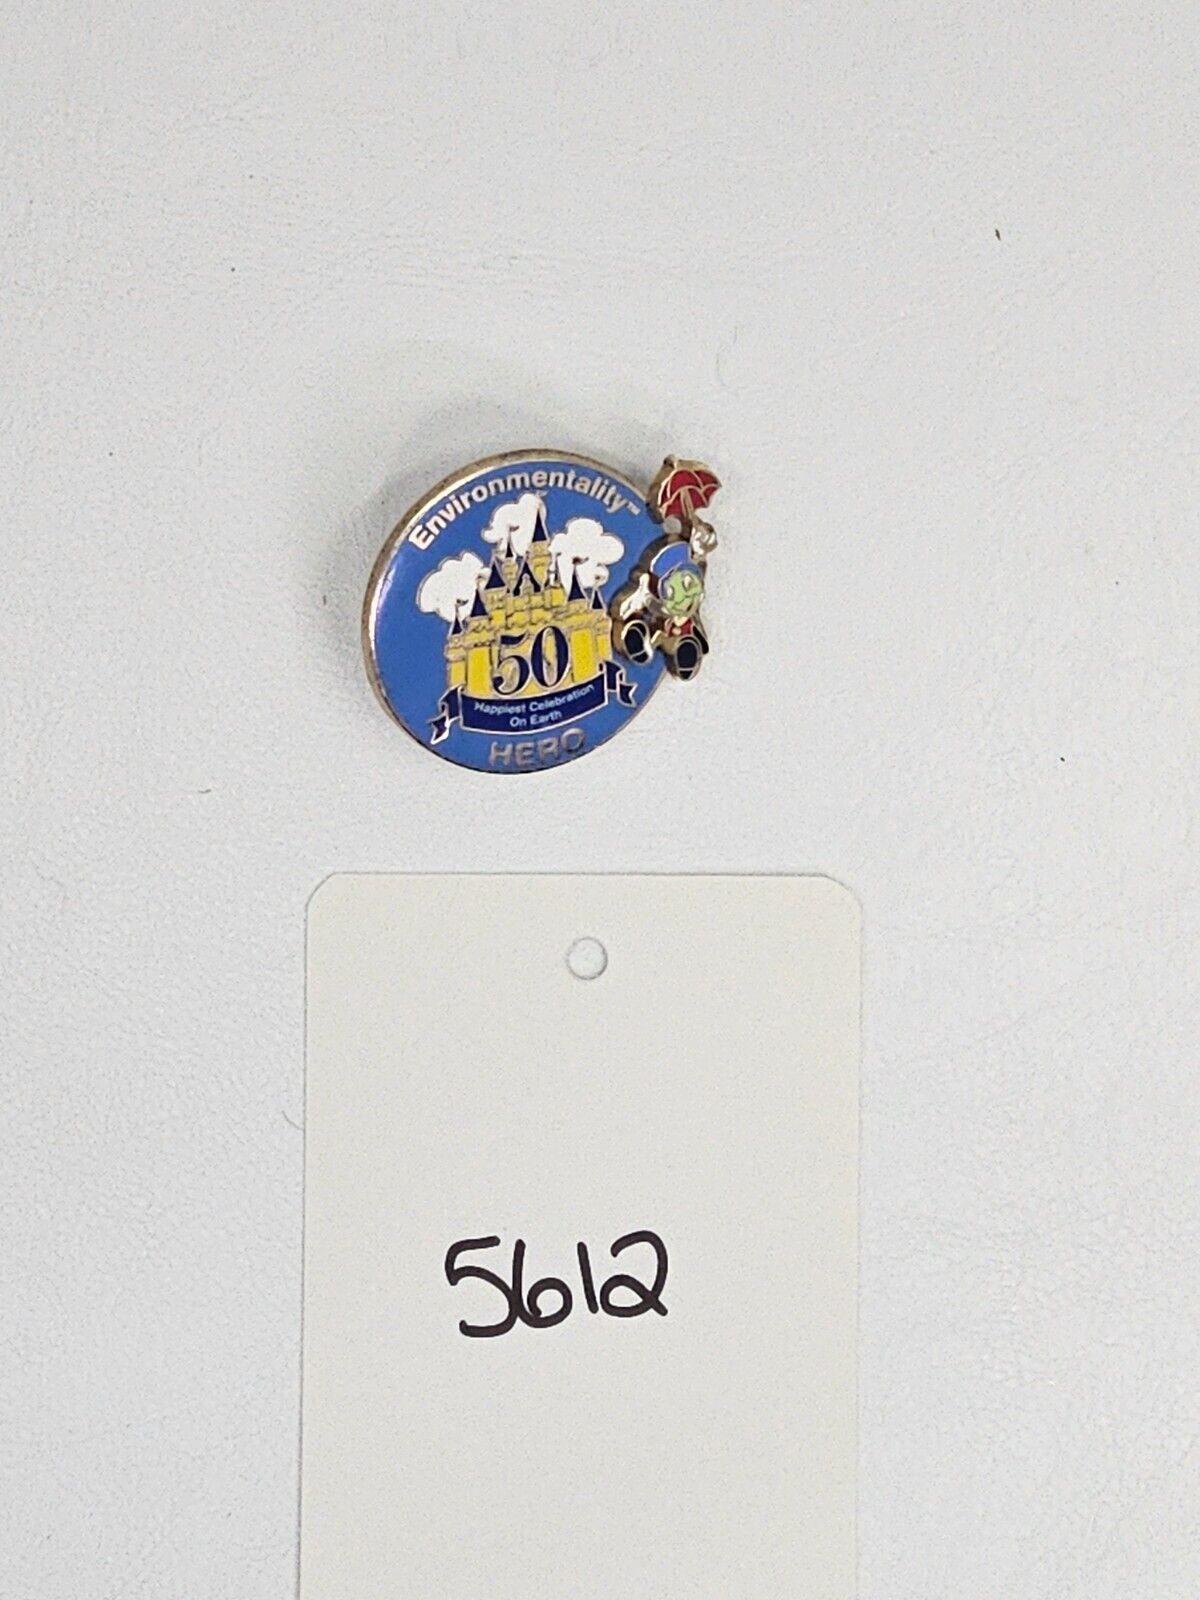 Environmentality™
50
Happiest Celebration
On Earth
HERO
5612